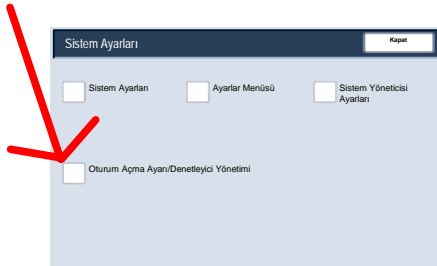 Sistem Ayarları
Kapat
Sistem Ayarları
Ayarlar Menüsü
Sistem Yöneticisi
Ayarları
Oturum Açma Ayarı/Denetleyici Yönetimi